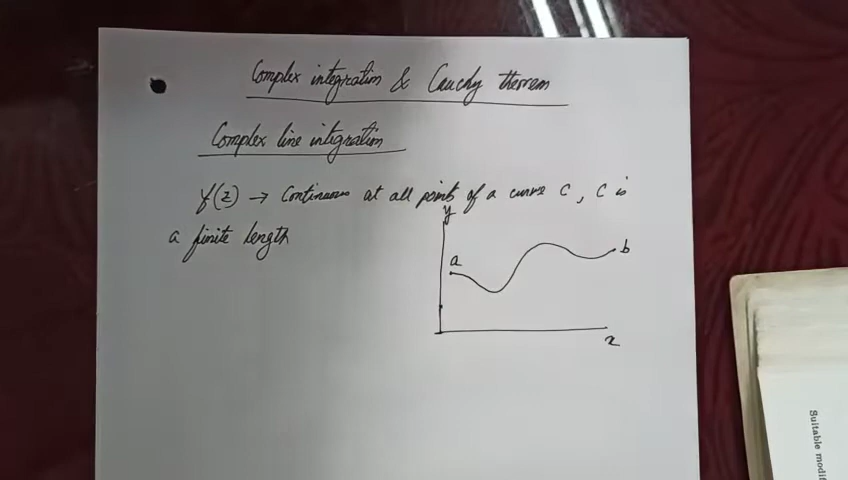 Complex integration & Cauchy theorem
Complex line integration
f(z) → Continuous at all points of a curve C, C is
a finite length
y
a
b
x
Suitable modif